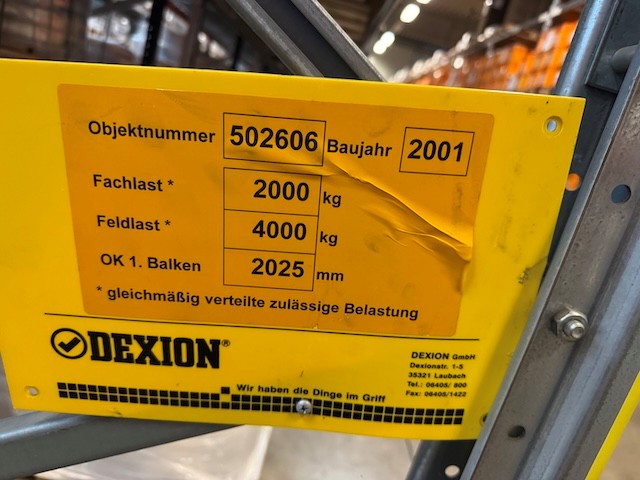 Objektnummer 502606 Baujahr 2001
Fachlast * 2000 kg
Feldlast * 4000 kg
OK 1. Balken 2025 mm
* gleichmäßig verteilte zulässige Belastung
DEXION®
DEXION GmbH
Dexionstr. 1-5
35321 Laubach
Tel.: 06405/ 800
Fax: 06405/1422
Wir haben die Dinge im Griff